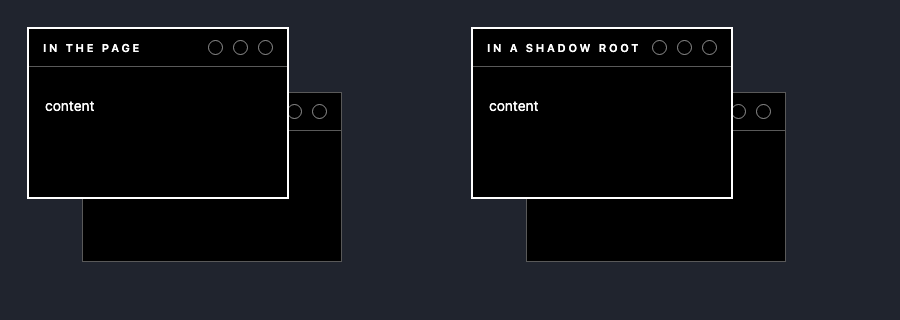 IN THE PAGE
content
IN A SHADOW ROOT
content